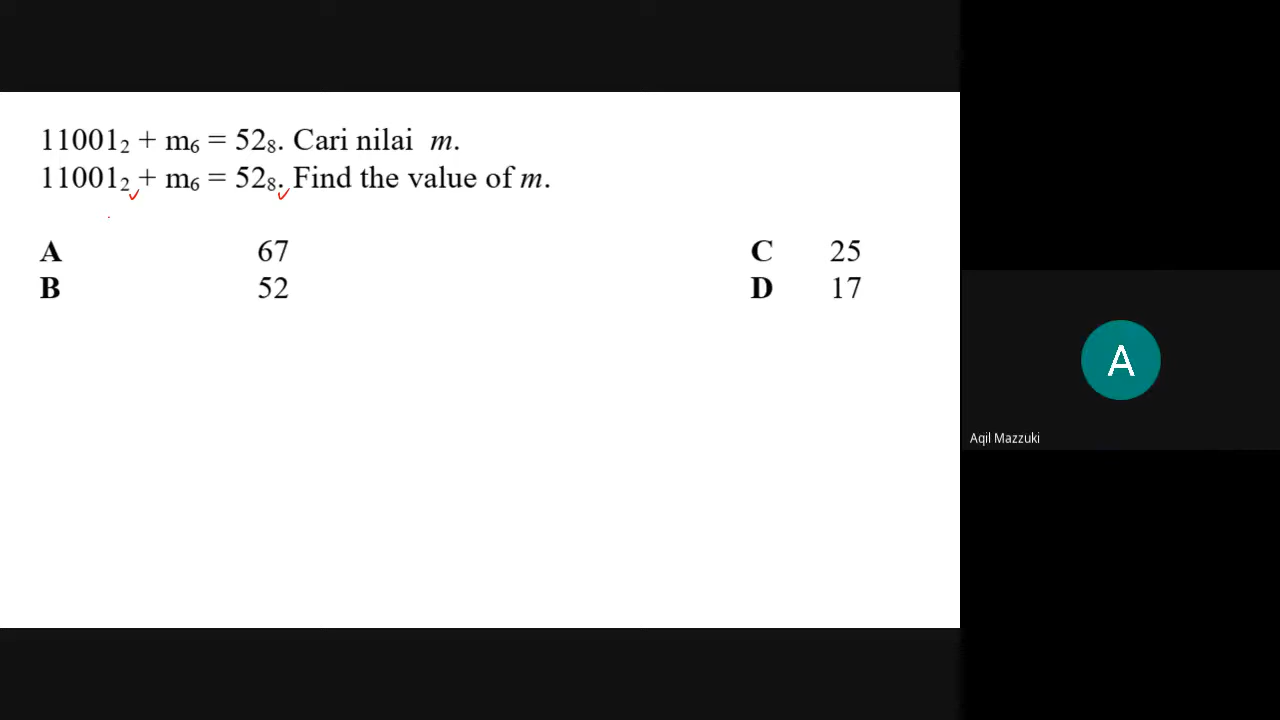 11001₂ + m₆ = 52₈. Cari nilai m.
11001₂ + m₆ = 52₈. Find the value of m.
A 67 C 25
B 52 D 17
A
Aqil Mazzuki